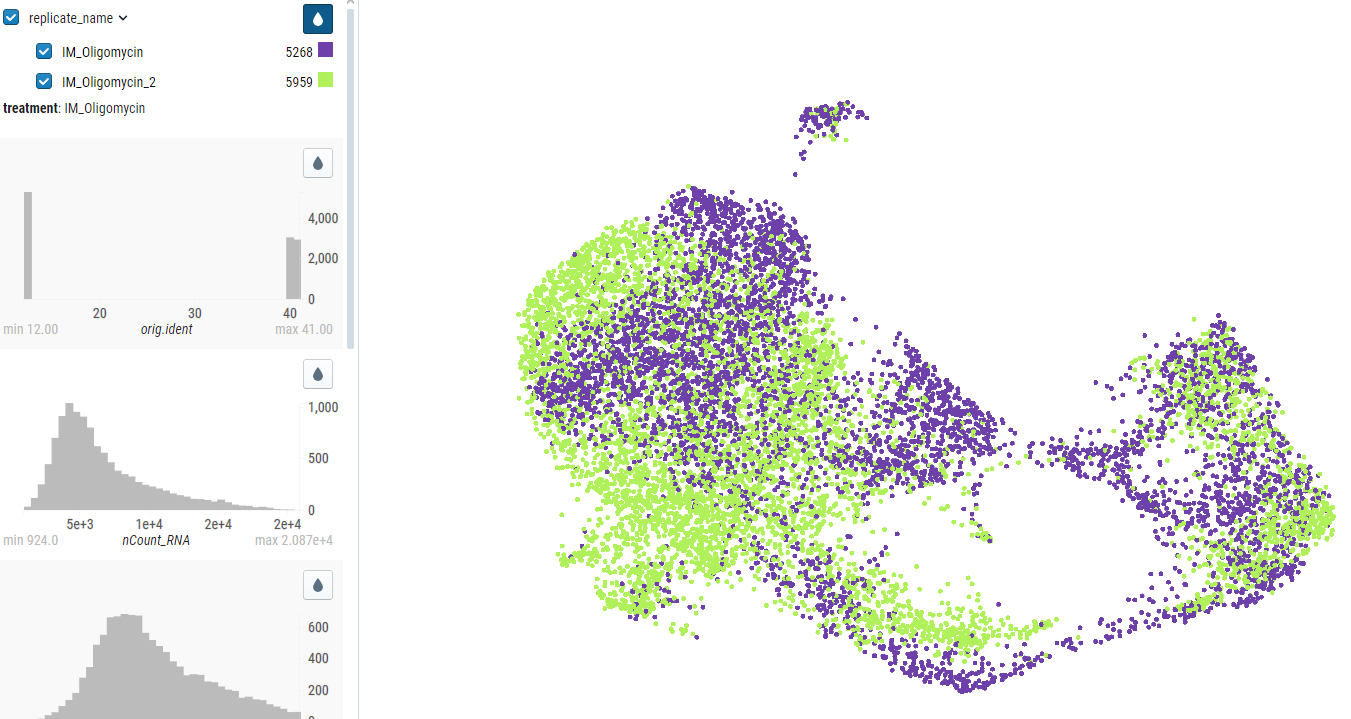 replicate_name
IM_Oligomycin 5268
IM_Oligomycin_2 5959
treatment: IM_Oligomycin
4,000
2,000
0
20 30 40
min 12.00 orig.ident max 41.00
1,000
500
0
5e+3 1e+4 2e+4 2e+4
min 924.0 nCount_RNA max 2.087e+4
600
400
200